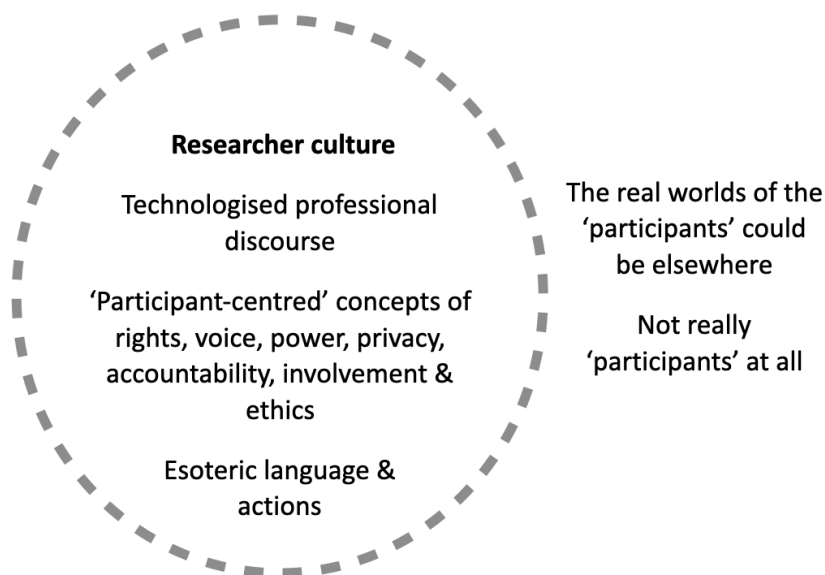 Researcher culture
Technologised professional
discourse
‘Participant-centred’ concepts of
rights, voice, power, privacy,
accountability, involvement &
ethics
Esoteric language &
actions
The real worlds of the
‘participants’ could
be elsewhere
Not really
‘participants’ at all